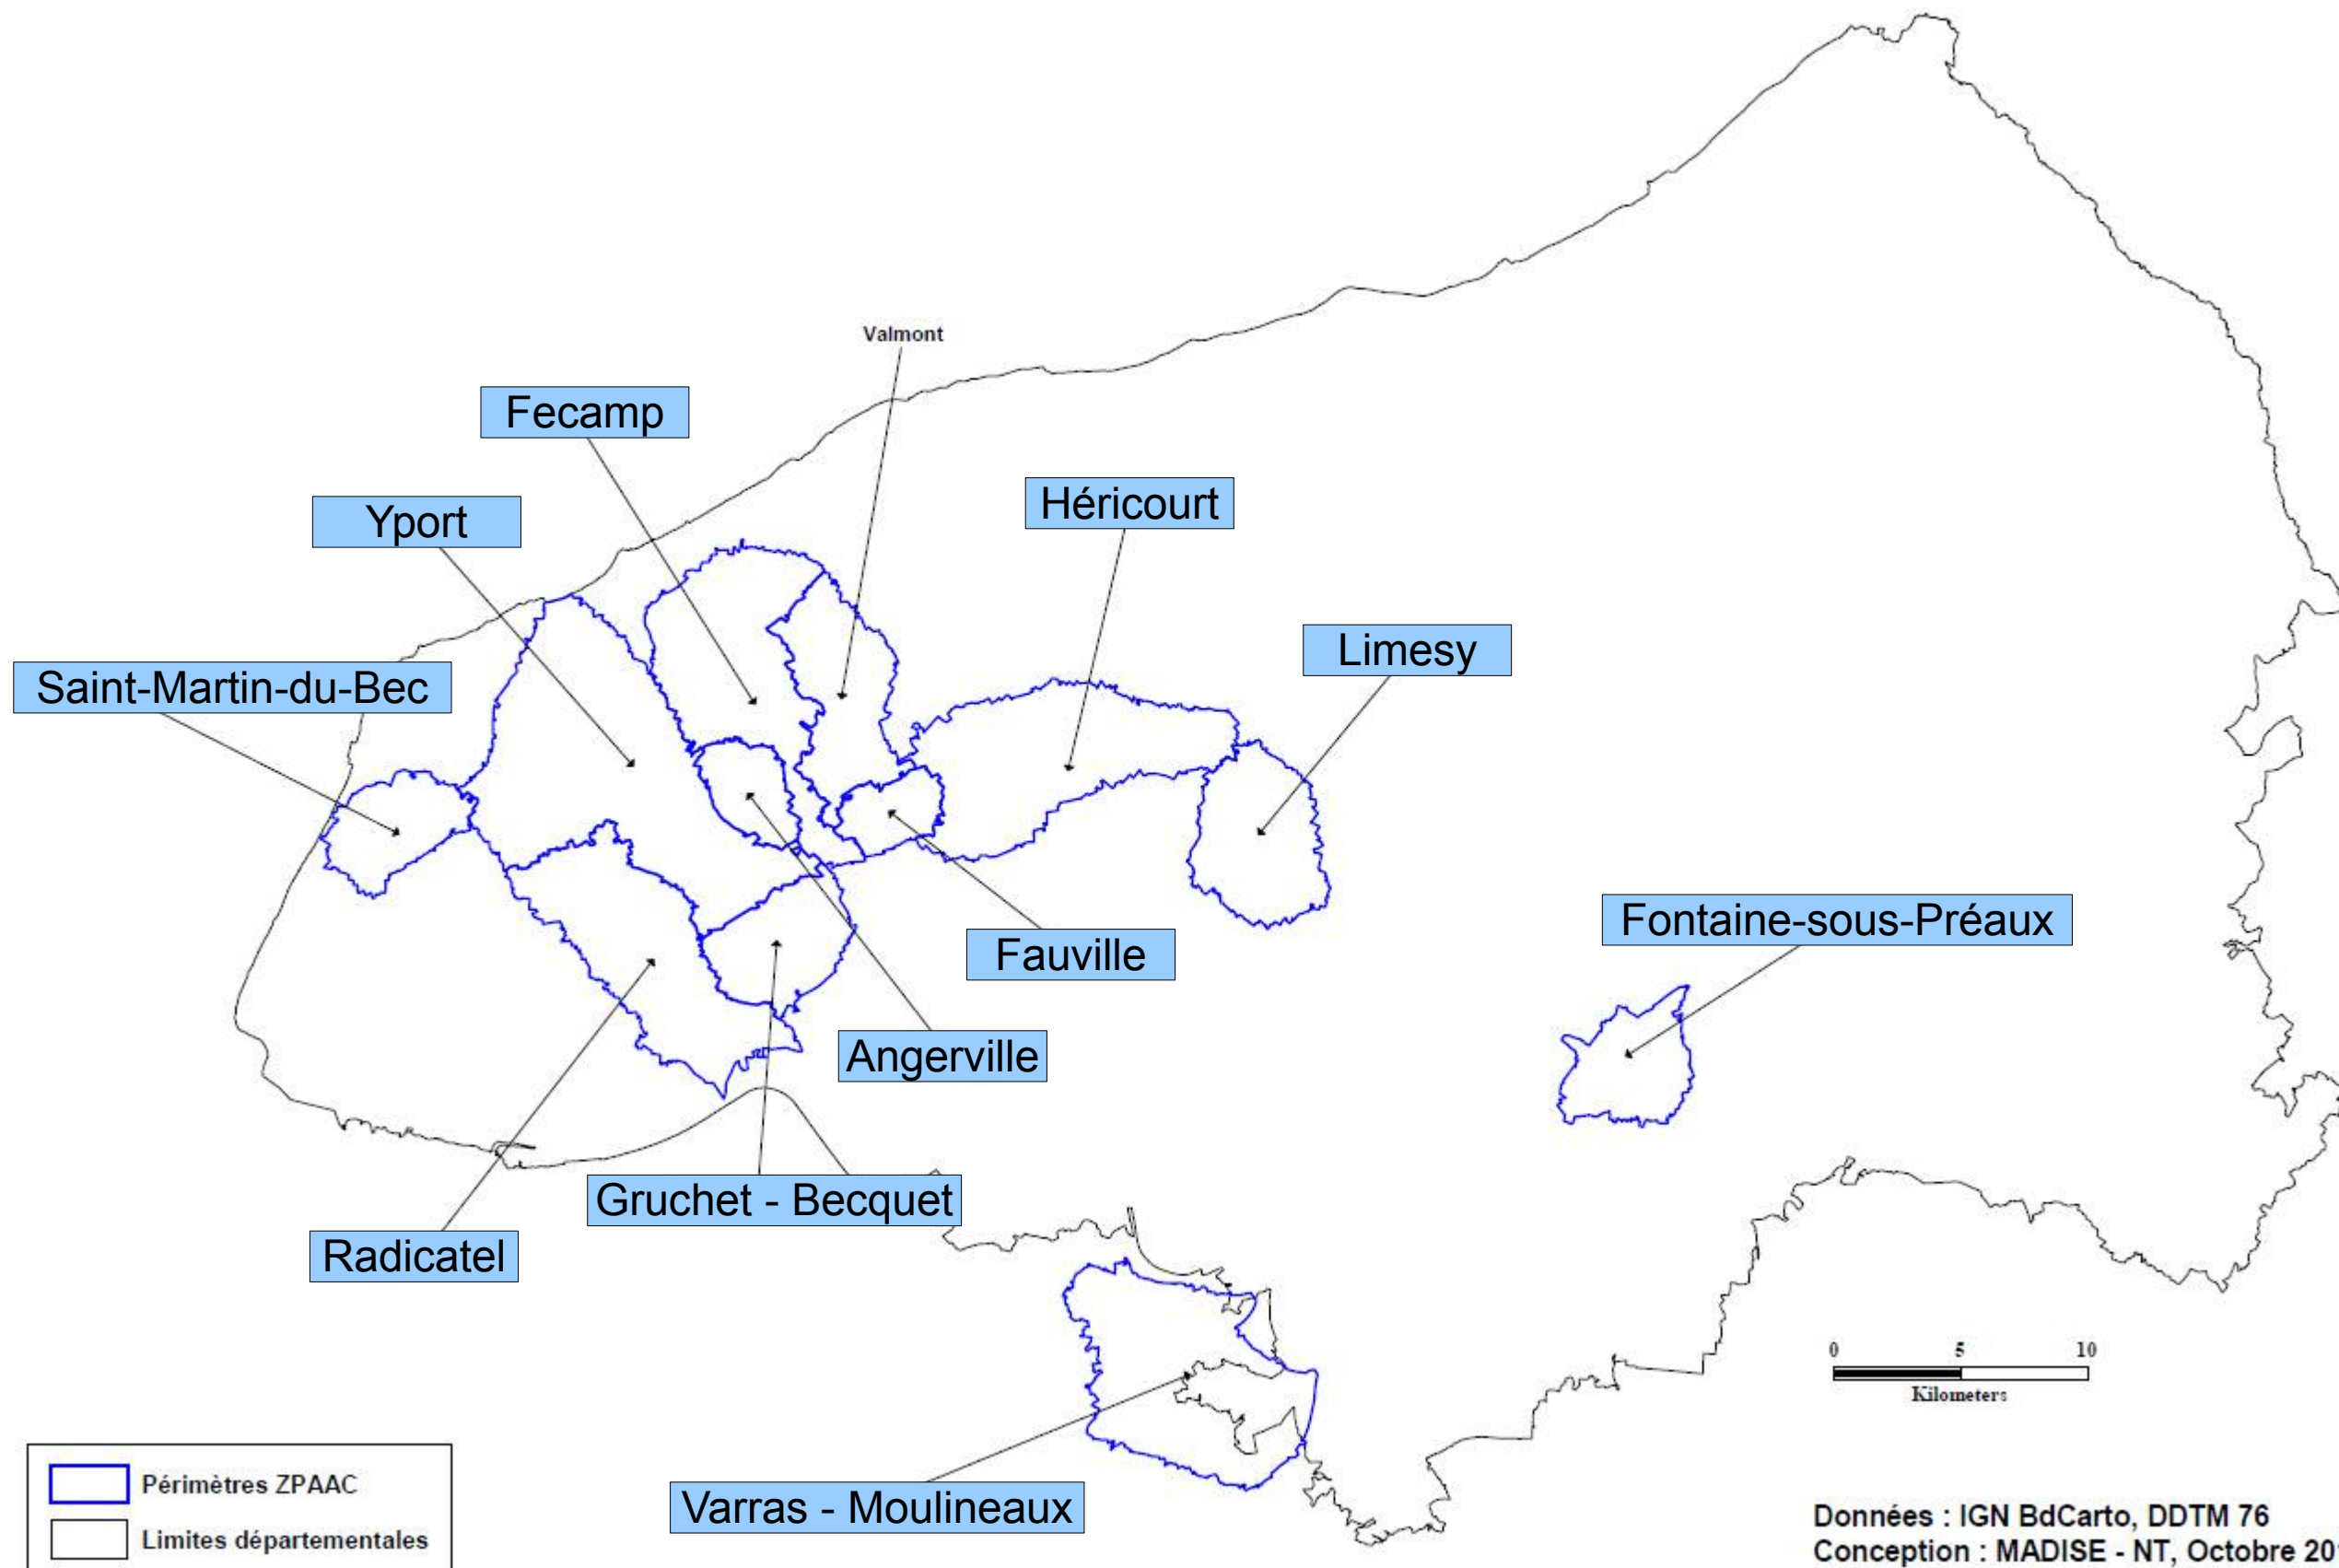 Valmont
Fecamp
Yport
Héricourt
Limesy
Saint-Martin-du-Bec
Fontaine-sous-Préaux
Fauville
Angerville
Gruchet - Becquet
Radicatel
0 5 10
Kilometers
Varras - Moulineaux
Périmètres ZPAAC
Limites départementales
Données : IGN BdCarto, DDTM 76
Conception : MADISE - NT, Octobre